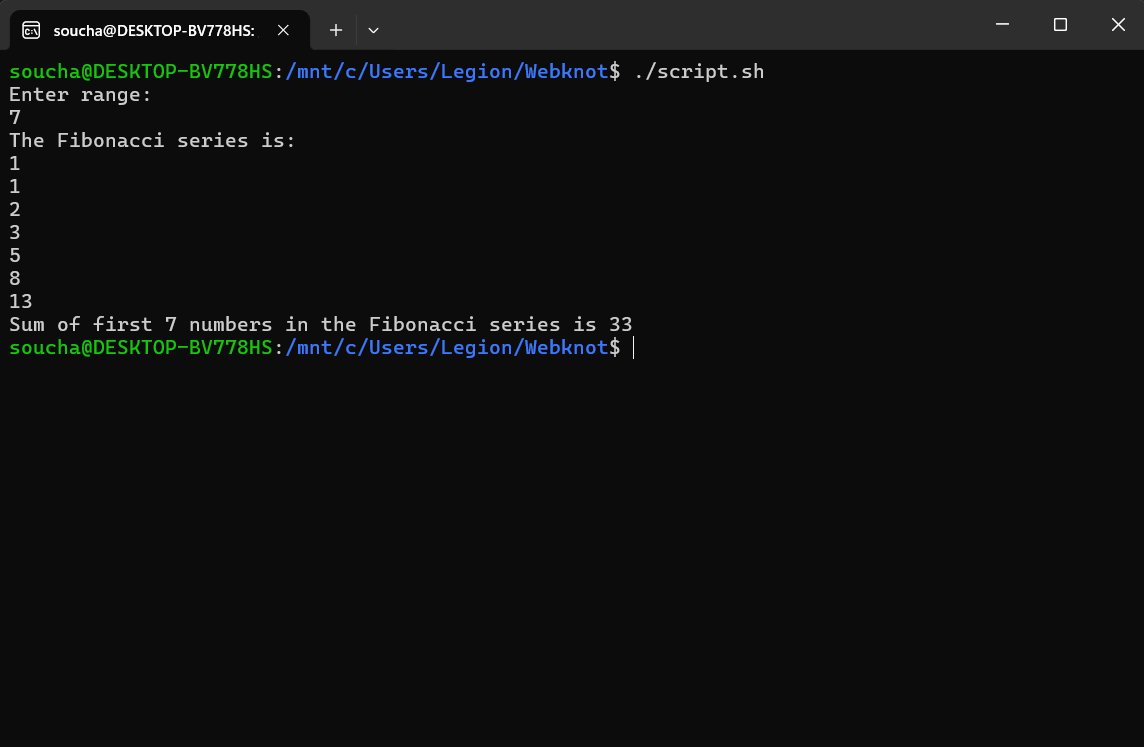 soucha@DESKTOP-BV778HS:
soucha@DESKTOP-BV778HS:/mnt/c/Users/Legion/Webknot$ ./script.sh
Enter range:
7
The Fibonacci series is:
1
1
2
3
5
8
13
Sum of first 7 numbers in the Fibonacci series is 33
soucha@DESKTOP-BV778HS:/mnt/c/Users/Legion/Webknot$